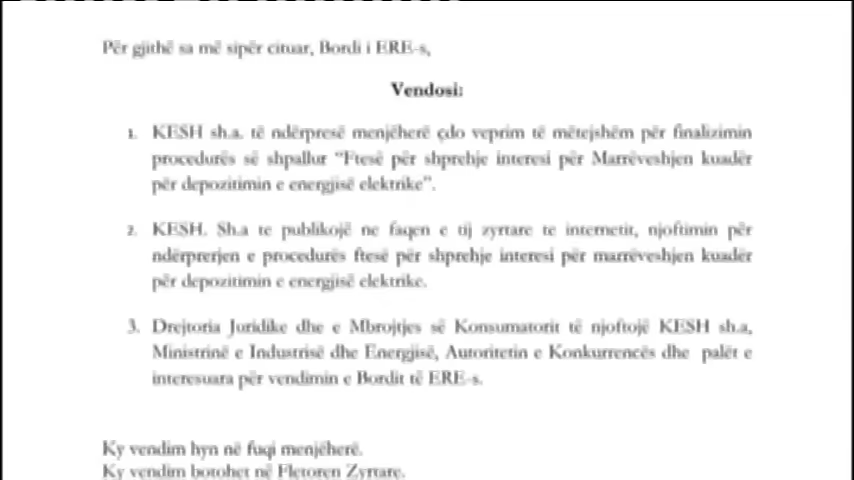 Për gjithë sa më sipër cituar, Bordi i ERE-s,
Vendosi:
1. KESH sh.a. të ndërpresë menjëherë çdo veprim të mëtejshëm për finalizimin
procedurës së shpallur “Ftesë për shprehje interesi për Marrëveshjen kuadër
për depozitimin e energjisë elektrike”.
2. KESH. Sh.a te publikojë ne faqen e tij zyrtare te internetit, njoftimin për
ndërprerjen e procedurës ftesë për shprehje interesi për marrëveshjen kuadër
për depozitimin e energjisë elektrike.
3. Drejtoria Juridike dhe e Mbrojtjes së Konsumatorit të njoftojë KESH sh.a,
Ministrinë e Industrisë dhe Energjisë, Autoritetin e Konkurrencës dhe palët e
interesuara për vendimin e Bordit të ERE-s.
Ky vendim hyn në fuqi menjëherë.
Ky vendim botohet në Fletoren Zyrtare.